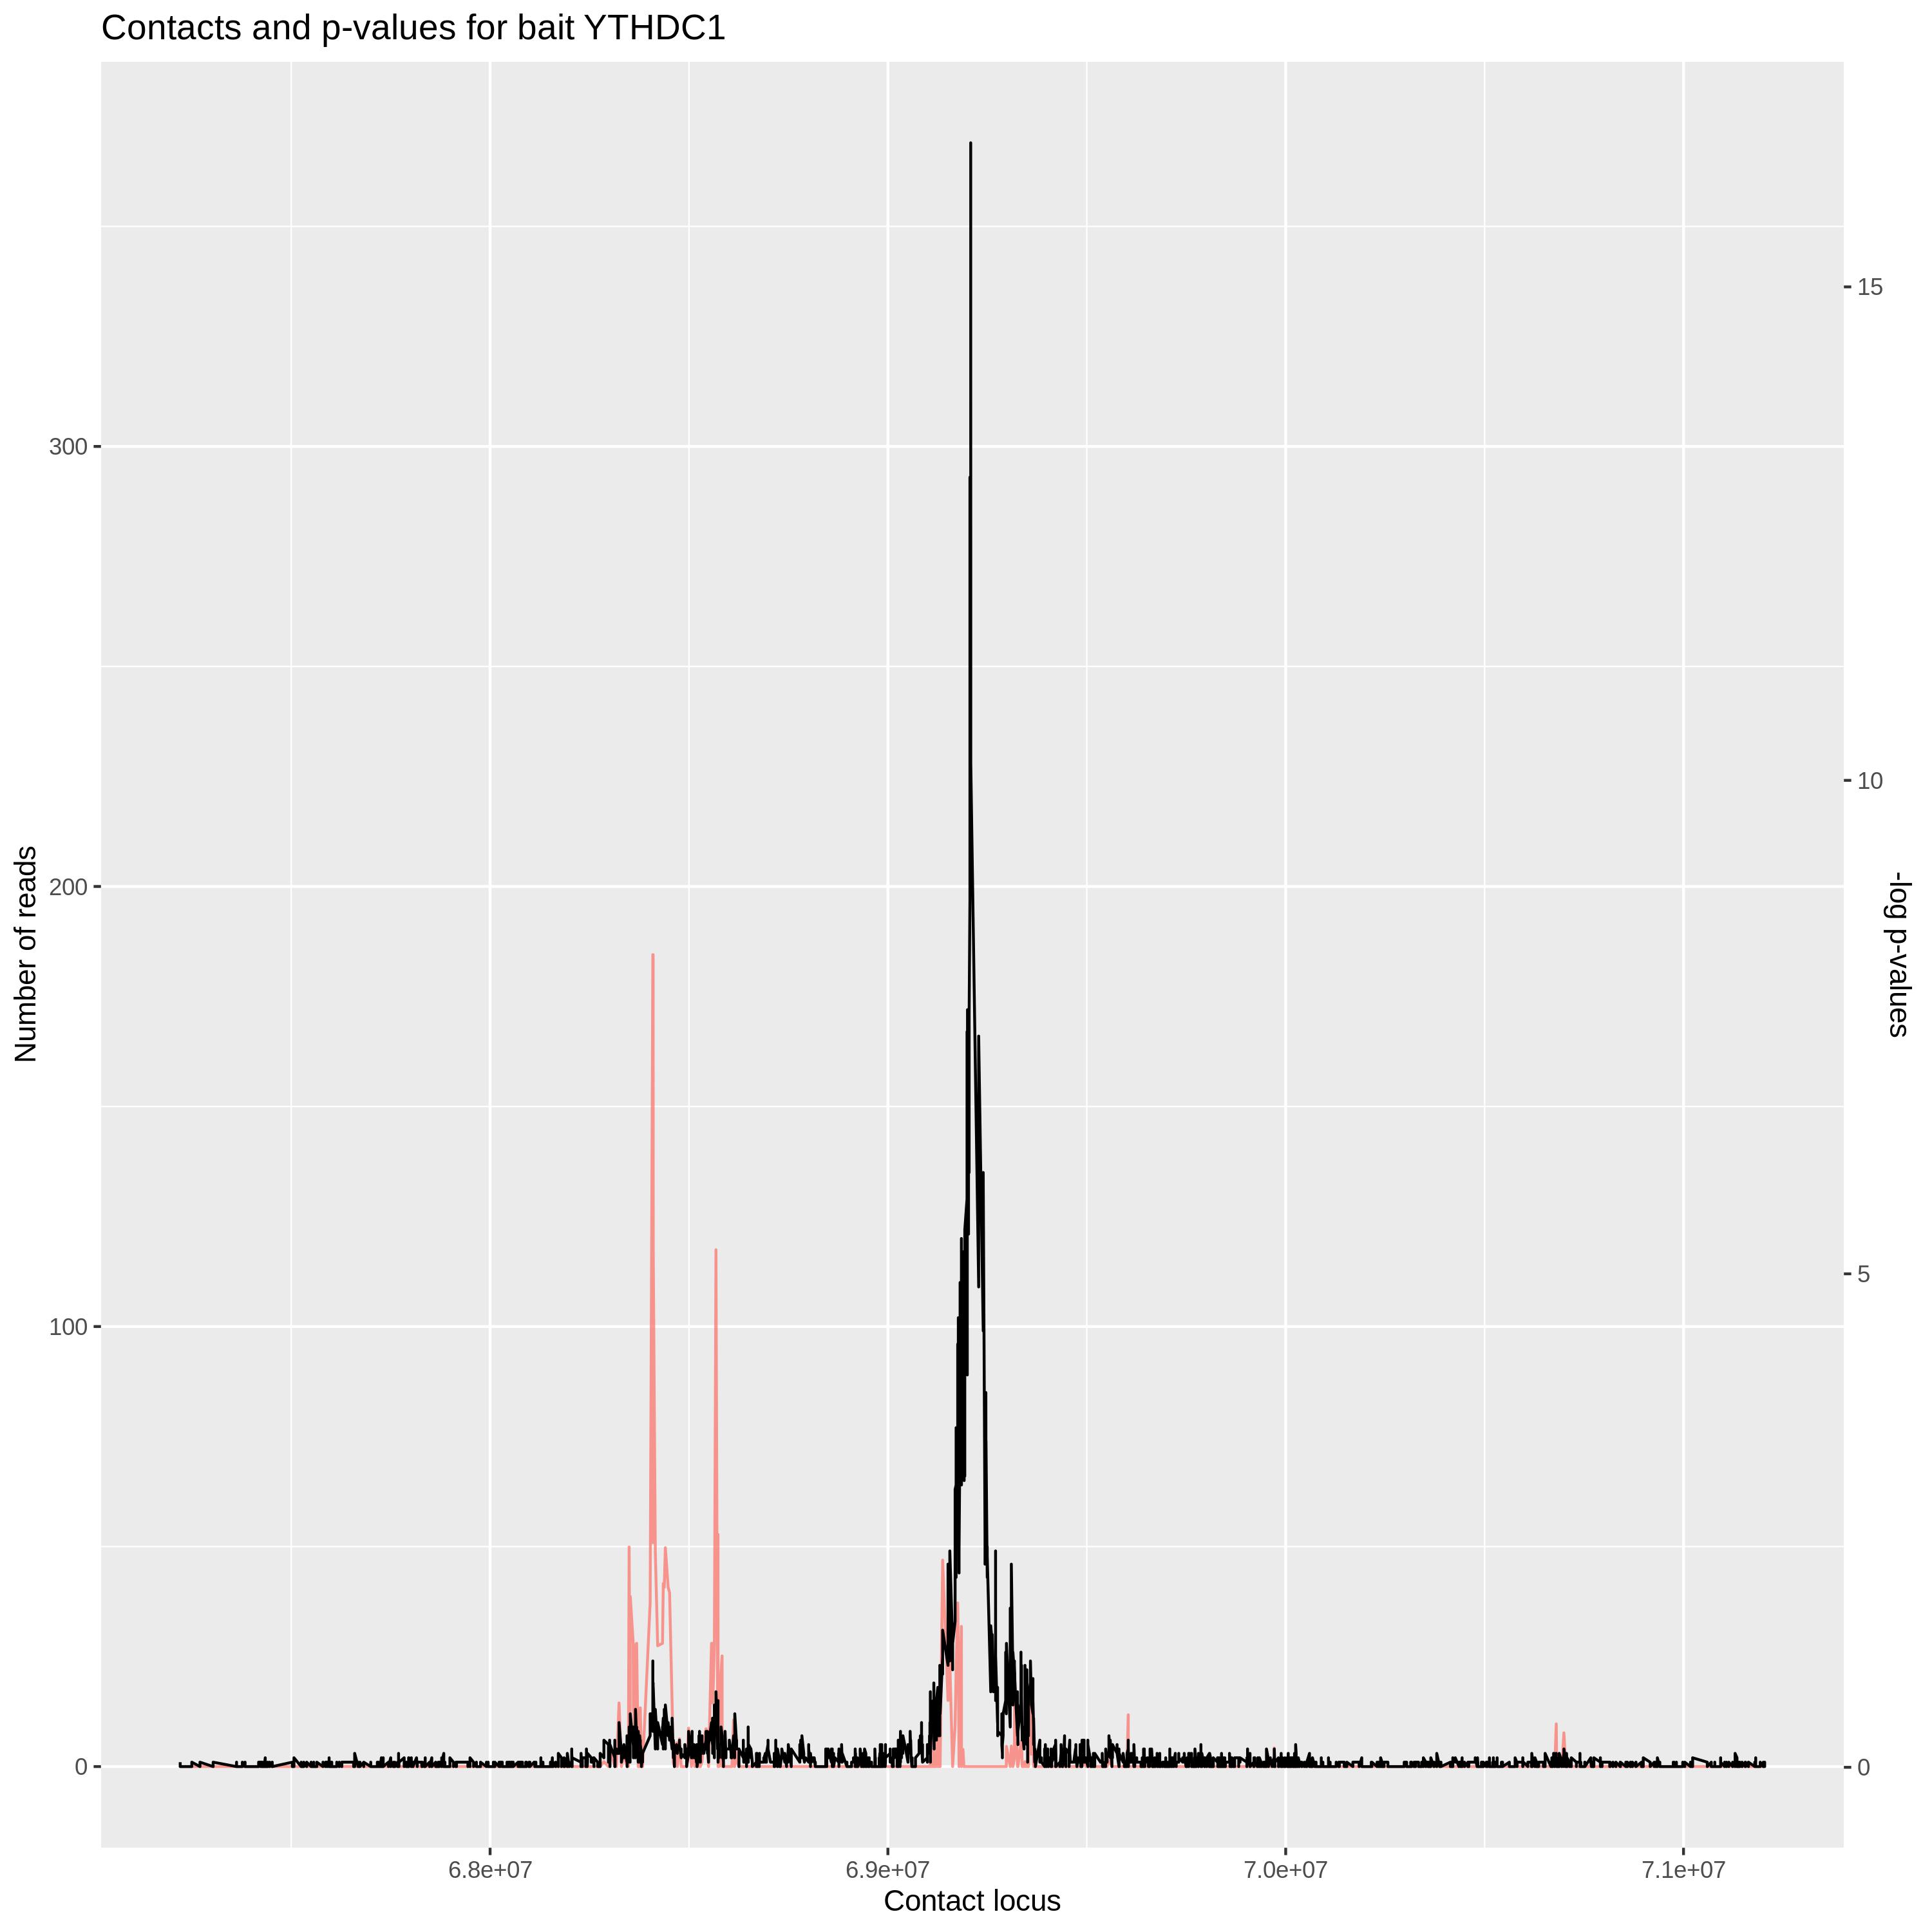 Contacts and p-values for bait YTHDC1
Number of reads
300
200
100
0
15
10
5
0
-log p-values
6.8e+07
6.9e+07
7.0e+07
7.1e+07
Contact locus